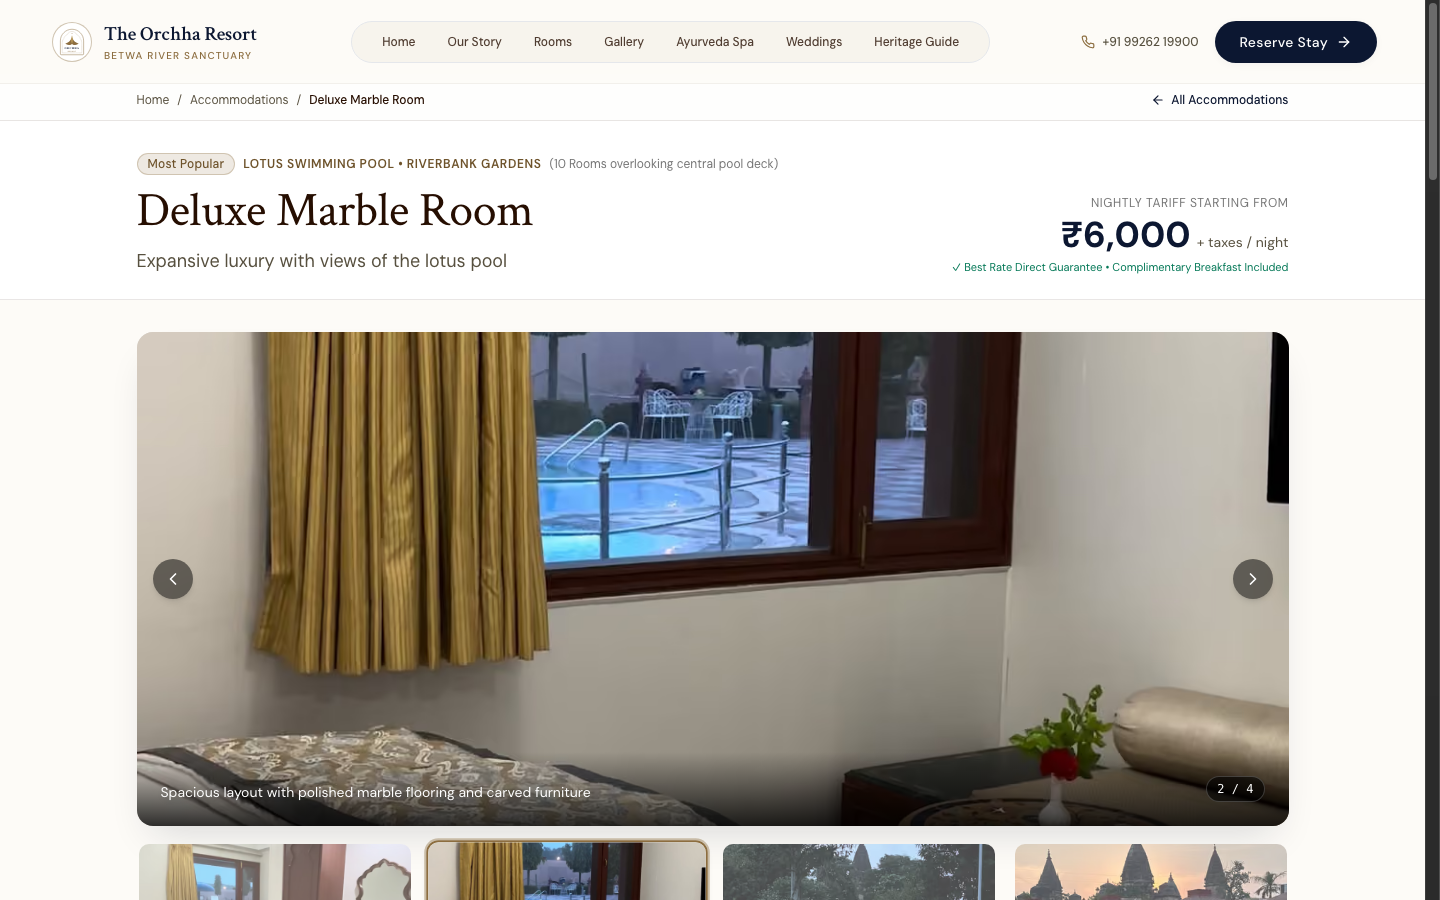 The Orchha Resort
BETWA RIVER SANCTUARY
Home
Our Story
Rooms
Gallery
Ayurveda Spa
Weddings
Heritage Guide
+91 99262 19900
Reserve Stay
Home / Accommodations / Deluxe Marble Room
All Accommodations
Most Popular
LOTUS SWIMMING POOL • RIVERBANK GARDENS
(10 Rooms overlooking central pool deck)
Deluxe Marble Room
Expansive luxury with views of the lotus pool
NIGHTLY TARIFF STARTING FROM
₹6,000 + taxes / night
✓ Best Rate Direct Guarantee • Complimentary Breakfast Included
Spacious layout with polished marble flooring and carved furniture
2 / 4